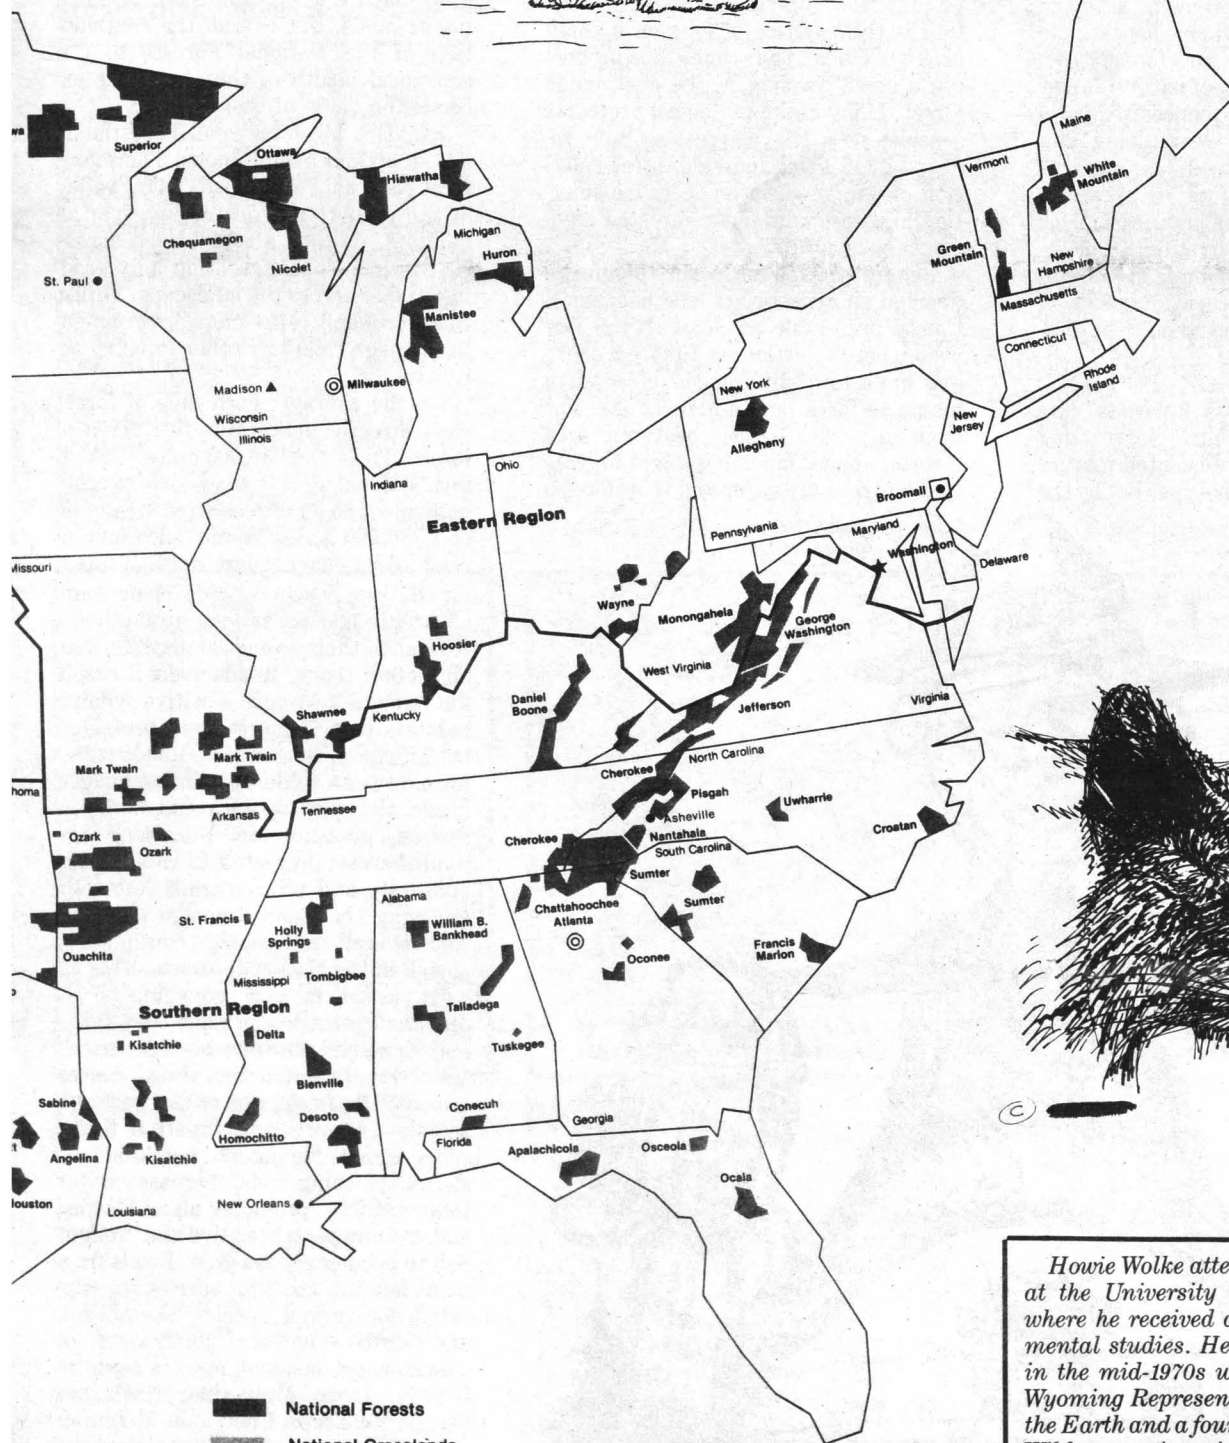 Superior
Ottawa
Hiawatha
Chequamegon
Nicolet
St. Paul
Michigan
Huron
Manistee
Madison
Milwaukee
Wisconsin
Illinois
Indiana
Ohio
Eastern Region
Maine
Vermont
White
Mountain
Green
Mountain
New
Hampshire
Massachusetts
Connecticut
Rhode
Island
New York
Allegheny
New
Jersey
Broomall
Pennsylvania
Maryland
Washington
Delaware
Missouri
Wayne
Monongahela
George
Washington
Hoosier
West Virginia
Daniel
Boone
Jefferson
Virginia
Shawnee
Kentucky
Mark Twain
Mark Twain
Cherokee
North Carolina
Pisgah
Uwharrie
Asheville
Croatan
Arkansas
Tennessee
Ozark
Ozark
Cherokee
Nantahala
South Carolina
Sumter
Sumter
Alabama
Chattahoochee
Atlanta
St. Francis
Holly
Springs
William B.
Bankhead
Francis
Marion
Oconee
Ouachita
Mississippi
Tombigbee
Southern Region
Talladega
Kisatchie
Delta
Tuskegee
Bienville
Sabine
Conecuh
Desoto
Georgia
Homochitto
Florida
Apalachicola
Osceola
Angelina
Kisatchie
Ocala
Louisiana
New Orleans
©
National Forests
National Grasslands
Howie Wolke atte
at the University
where he received
mental studies. He
in the mid-1970s w
Wyoming Represen
the Earth and a fou